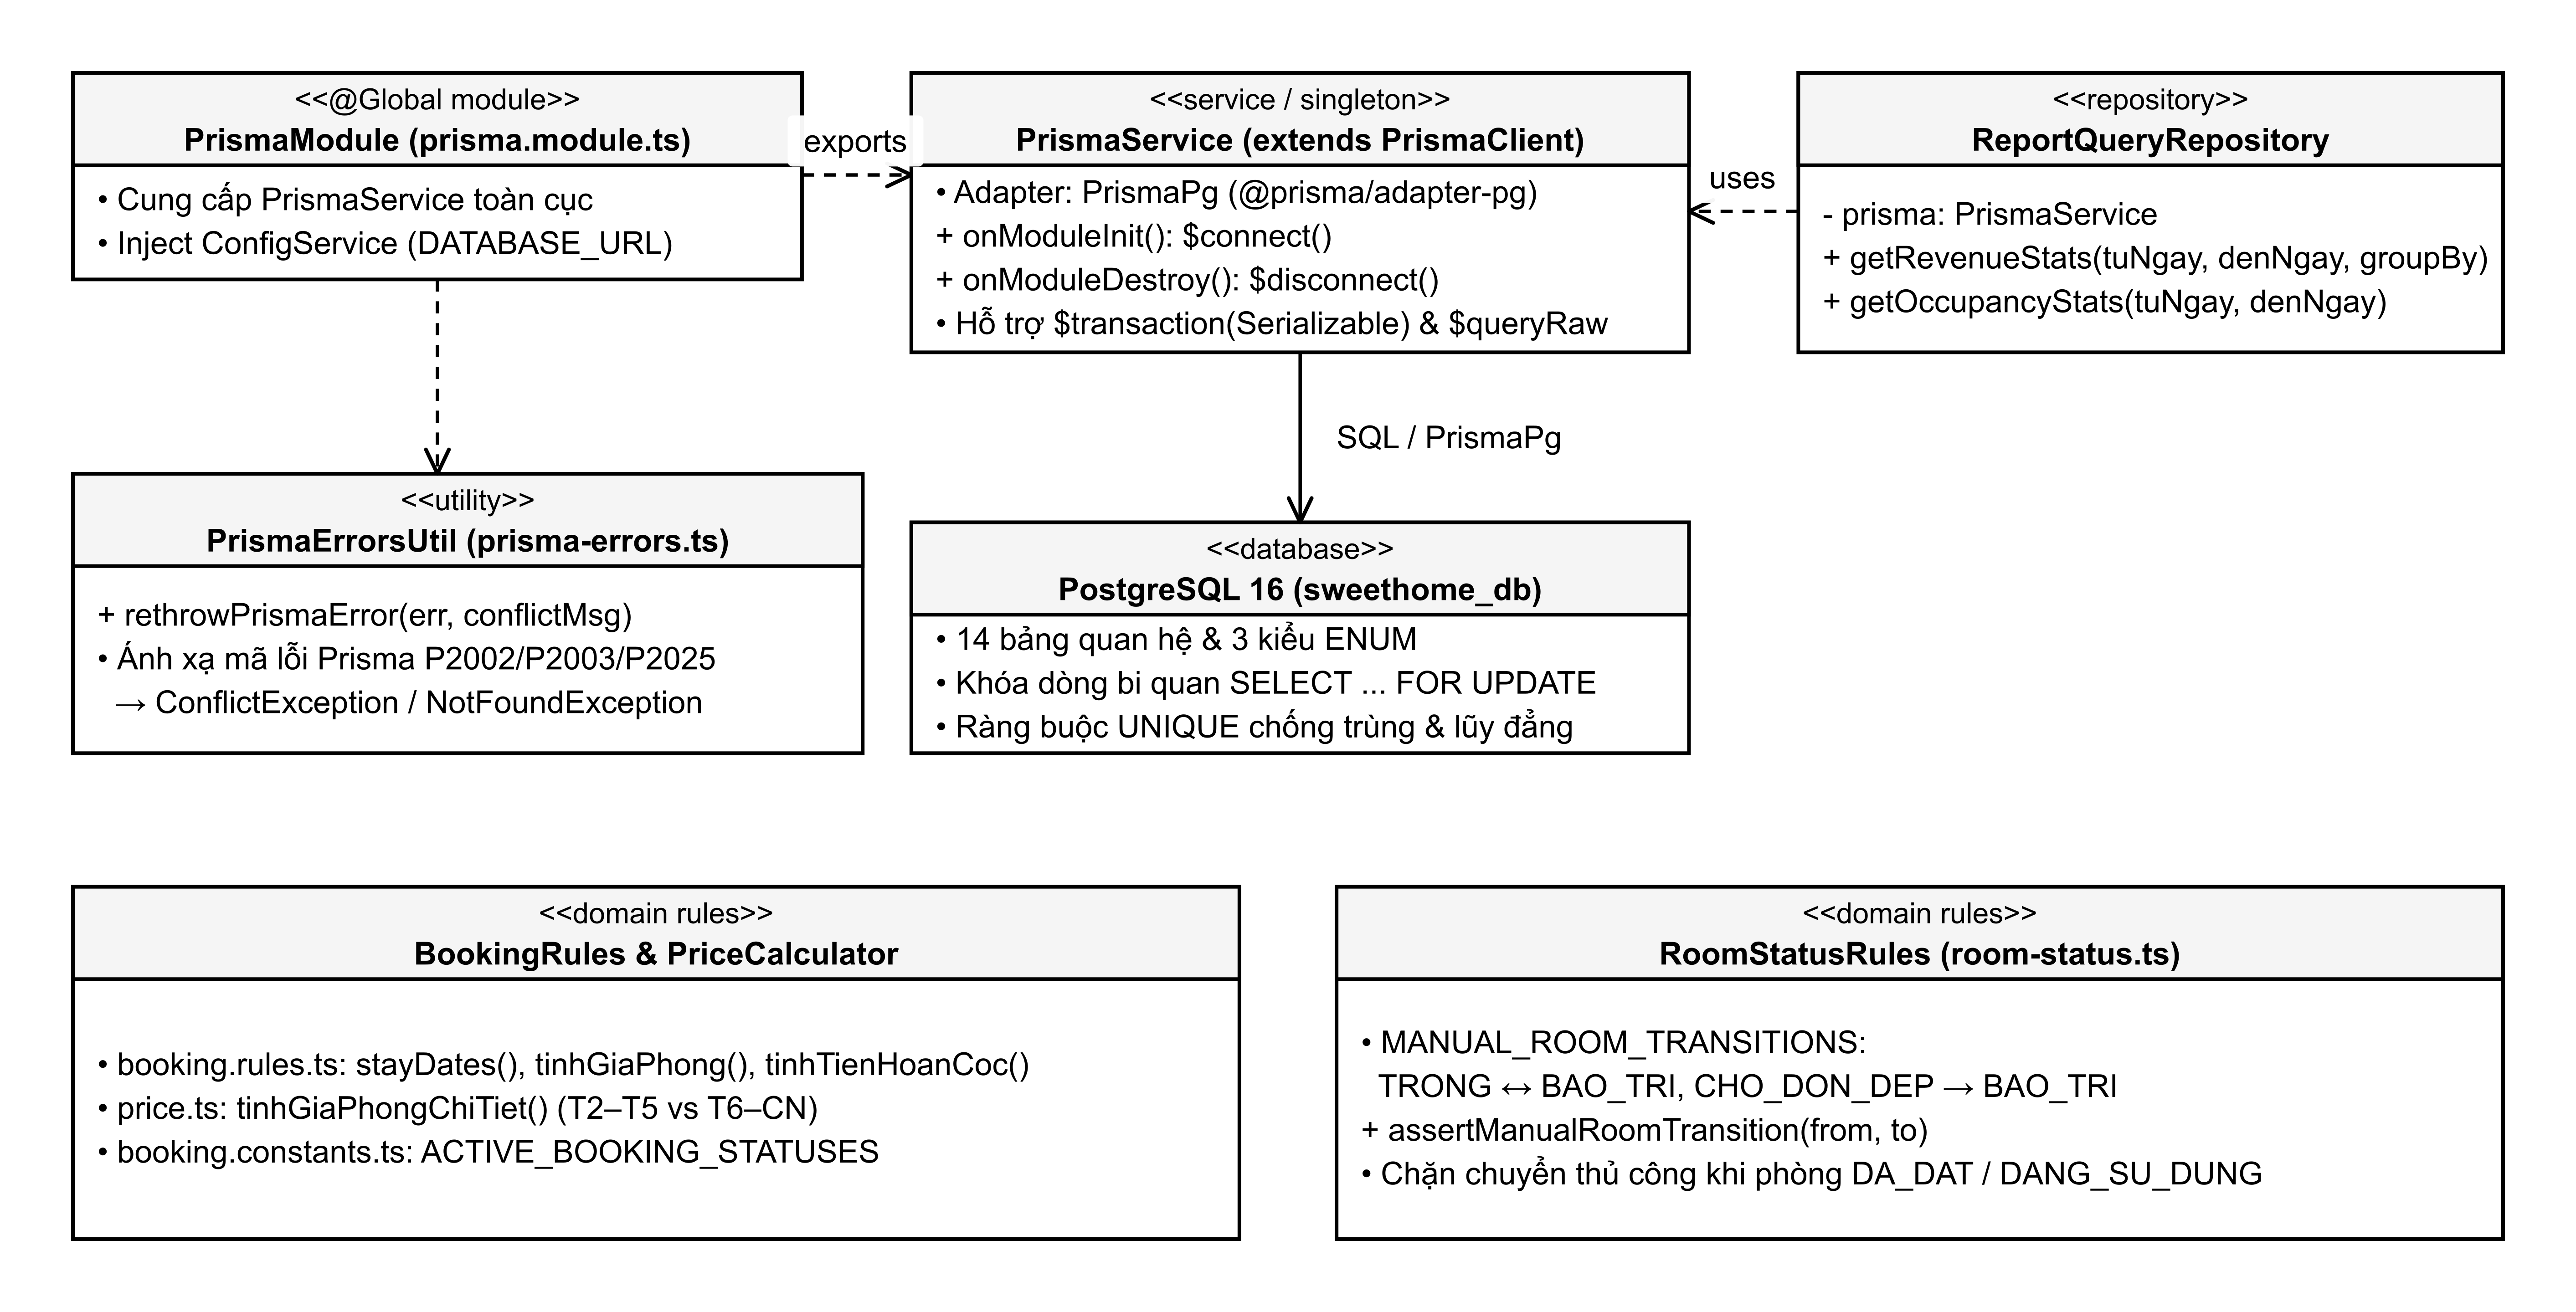 <<@Global module>>
PrismaModule (prisma.module.ts)
• Cung cấp PrismaService toàn cục
• Inject ConfigService (DATABASE_URL)
exports
<<service / singleton>>
PrismaService (extends PrismaClient)
• Adapter: PrismaPg (@prisma/adapter-pg)
+ onModuleInit(): $connect()
+ onModuleDestroy(): $disconnect()
• Hỗ trợ $transaction(Serializable) & $queryRaw
uses
<<repository>>
ReportQueryRepository
- prisma: PrismaService
+ getRevenueStats(tuNgay, denNgay, groupBy)
+ getOccupancyStats(tuNgay, denNgay)
SQL / PrismaPg
<<utility>>
PrismaErrorsUtil (prisma-errors.ts)
+ rethrowPrismaError(err, conflictMsg)
• Ánh xạ mã lỗi Prisma P2002/P2003/P2025
→ ConflictException / NotFoundException
<<database>>
PostgreSQL 16 (sweethome_db)
• 14 bảng quan hệ & 3 kiểu ENUM
• Khóa dòng bi quan SELECT ... FOR UPDATE
• Ràng buộc UNIQUE chống trùng & lũy đẳng
<<domain rules>>
BookingRules & PriceCalculator
• booking.rules.ts: stayDates(), tinhGiaPhong(), tinhTienHoanCoc()
• price.ts: tinhGiaPhongChiTiet() (T2–T5 vs T6–CN)
• booking.constants.ts: ACTIVE_BOOKING_STATUSES
<<domain rules>>
RoomStatusRules (room-status.ts)
• MANUAL_ROOM_TRANSITIONS:
TRONG ↔ BAO_TRI, CHO_DON_DEP → BAO_TRI
+ assertManualRoomTransition(from, to)
• Chặn chuyển thủ công khi phòng DA_DAT / DANG_SU_DUNG